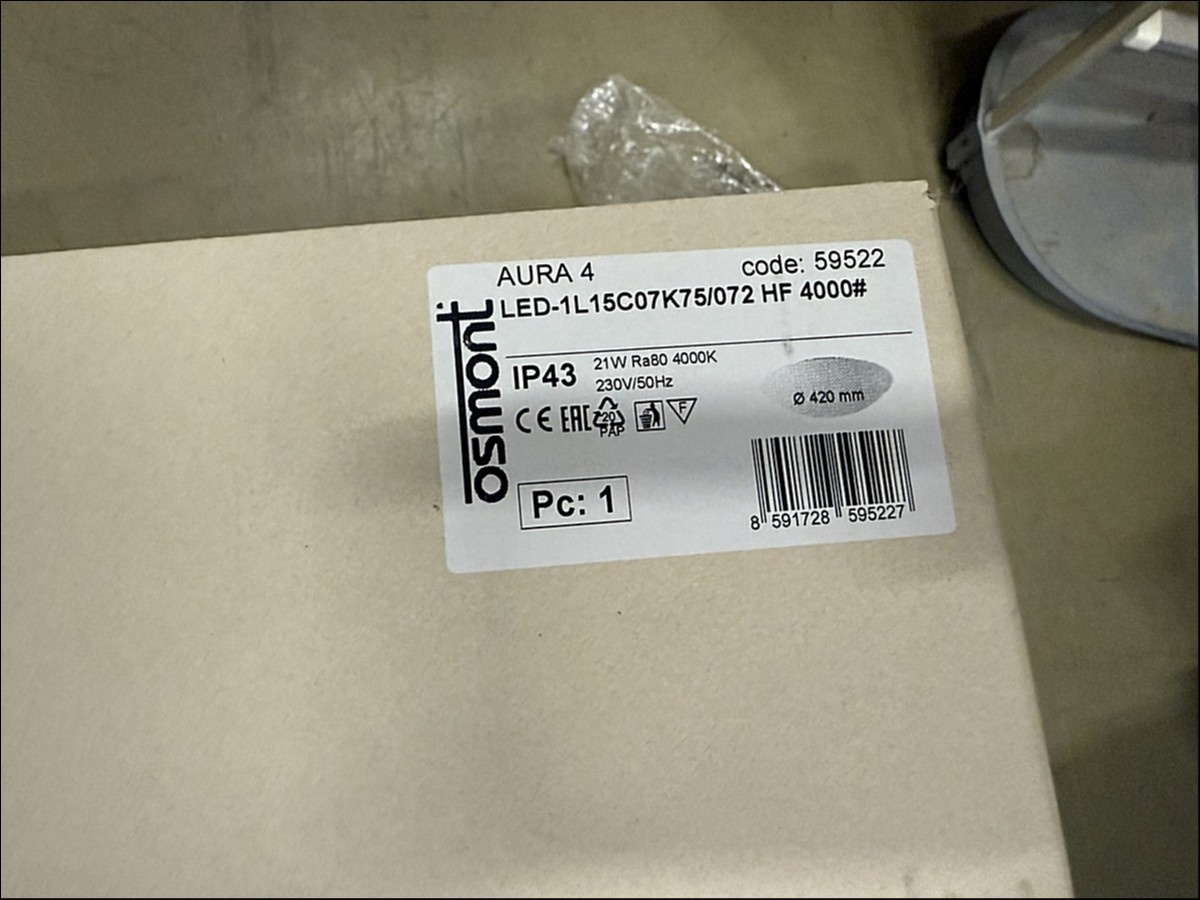 AURA 4
code: 59522
LED-1L15C07K75/072 HF 4000#
osmont
IP43
21W Ra80 4000K
230V/50Hz
Ø 420 mm
CE EAC
20
PAP
F
Pc: 1
8 591728 595227